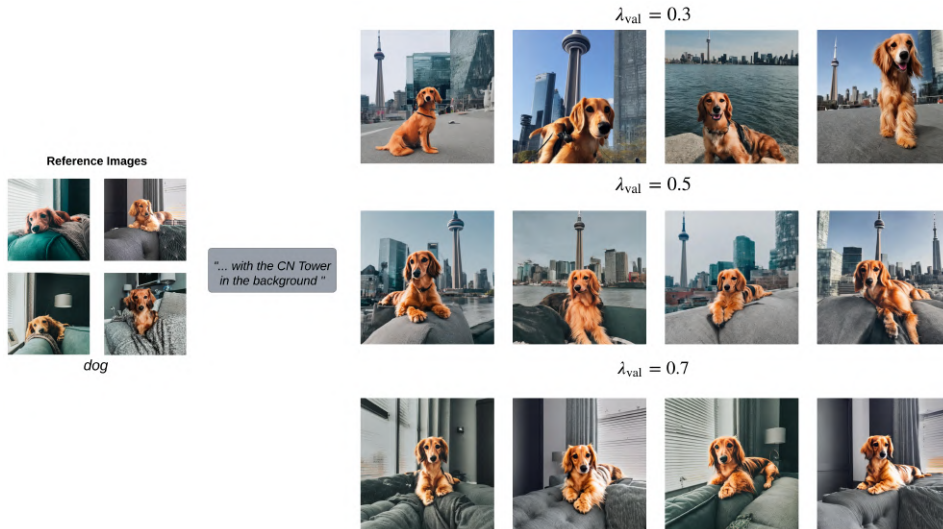 λval = 0.3
Reference Images
λval = 0.5
"... with the CN Tower
in the background "
dog
λval = 0.7